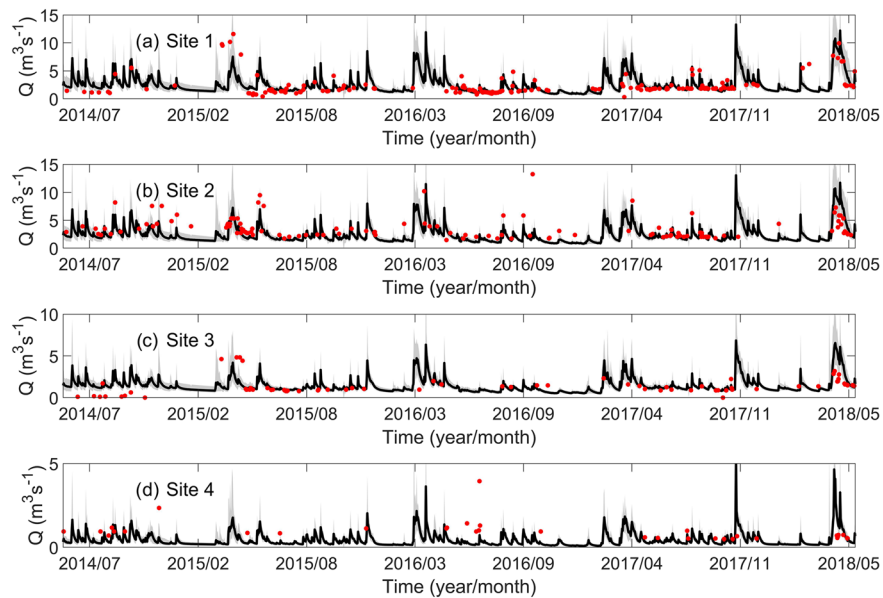 15
10
5
0
Q (m³s⁻¹)
(a) Site 1
2014/07 2015/02 2015/08 2016/03 2016/09 2017/04 2017/11 2018/05
Time (year/month)
15
10
5
0
Q (m³s⁻¹)
(b) Site 2
2014/07 2015/02 2015/08 2016/03 2016/09 2017/04 2017/11 2018/05
Time (year/month)
10
5
0
Q (m³s⁻¹)
(c) Site 3
2014/07 2015/02 2015/08 2016/03 2016/09 2017/04 2017/11 2018/05
Time (year/month)
5
0
Q (m³s⁻¹)
(d) Site 4
2014/07 2015/02 2015/08 2016/03 2016/09 2017/04 2017/11 2018/05
Time (year/month)